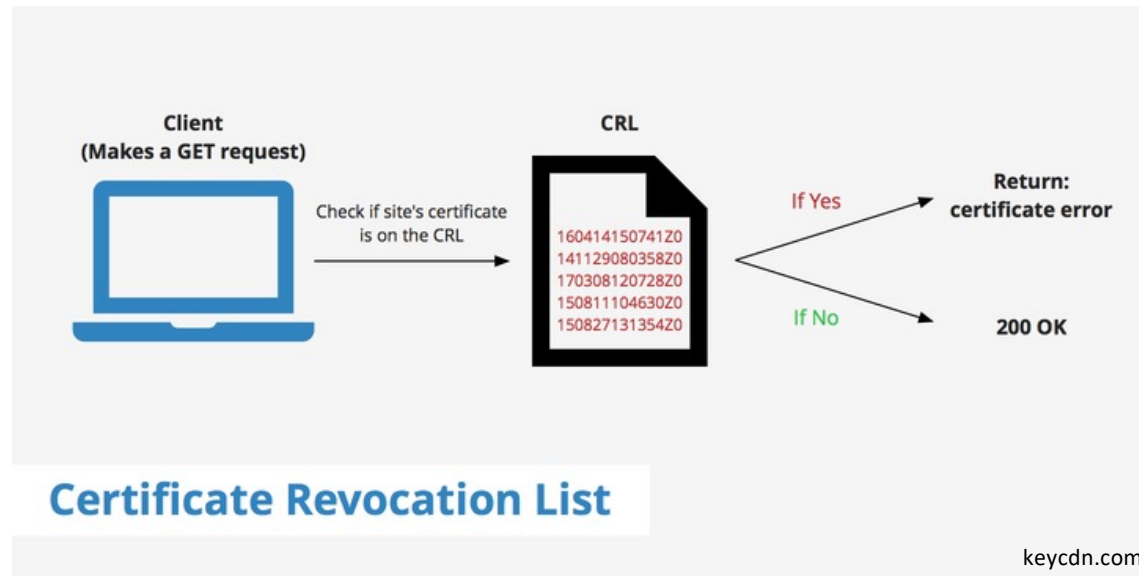 Client
(Makes a GET request)
Check if site's certificate
is on the CRL
CRL
160414150741Z0
141129080358Z0
170308120728Z0
150811104630Z0
150827131354Z0
If Yes
If No
Return:
certificate error
200 OK
Certificate Revocation List
keycdn.com